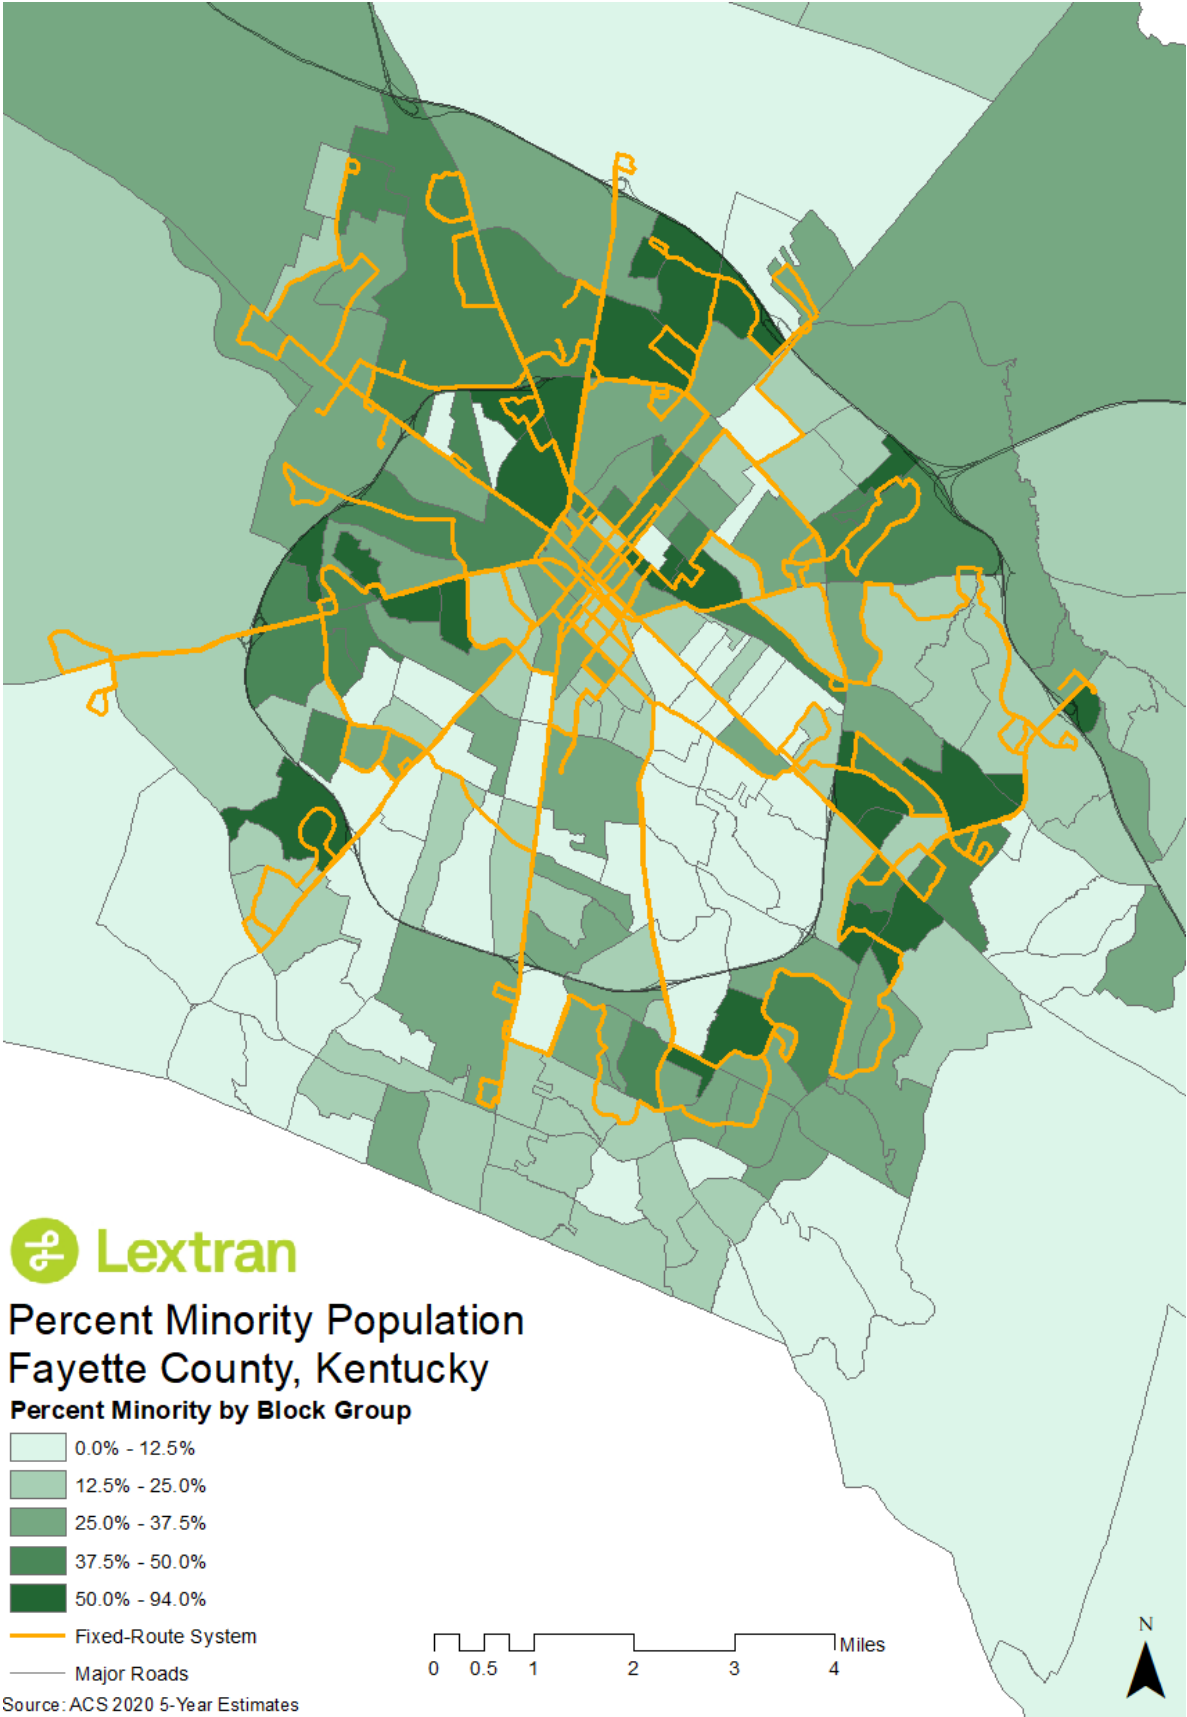 Lextran
Percent Minority Population
Fayette County, Kentucky
Percent Minority by Block Group
0.0% - 12.5%
12.5% - 25.0%
25.0% - 37.5%
37.5% - 50.0%
50.0% - 94.0%
Fixed-Route System
Major Roads
Source: ACS 2020 5-Year Estimates
0 0.5 1 2 3 4 Miles
N